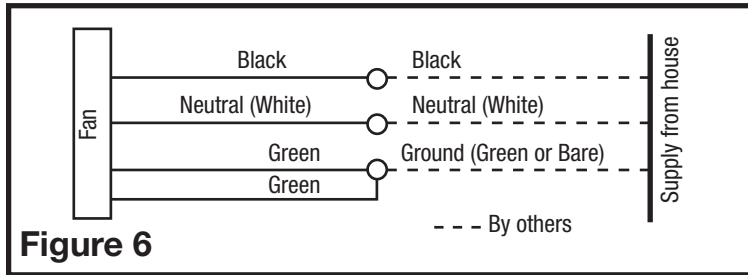 Black Black
Neutral (White) Neutral (White)
Fan
Green Ground (Green or Bare)
Green
Supply from house
- - - By others
Figure 6